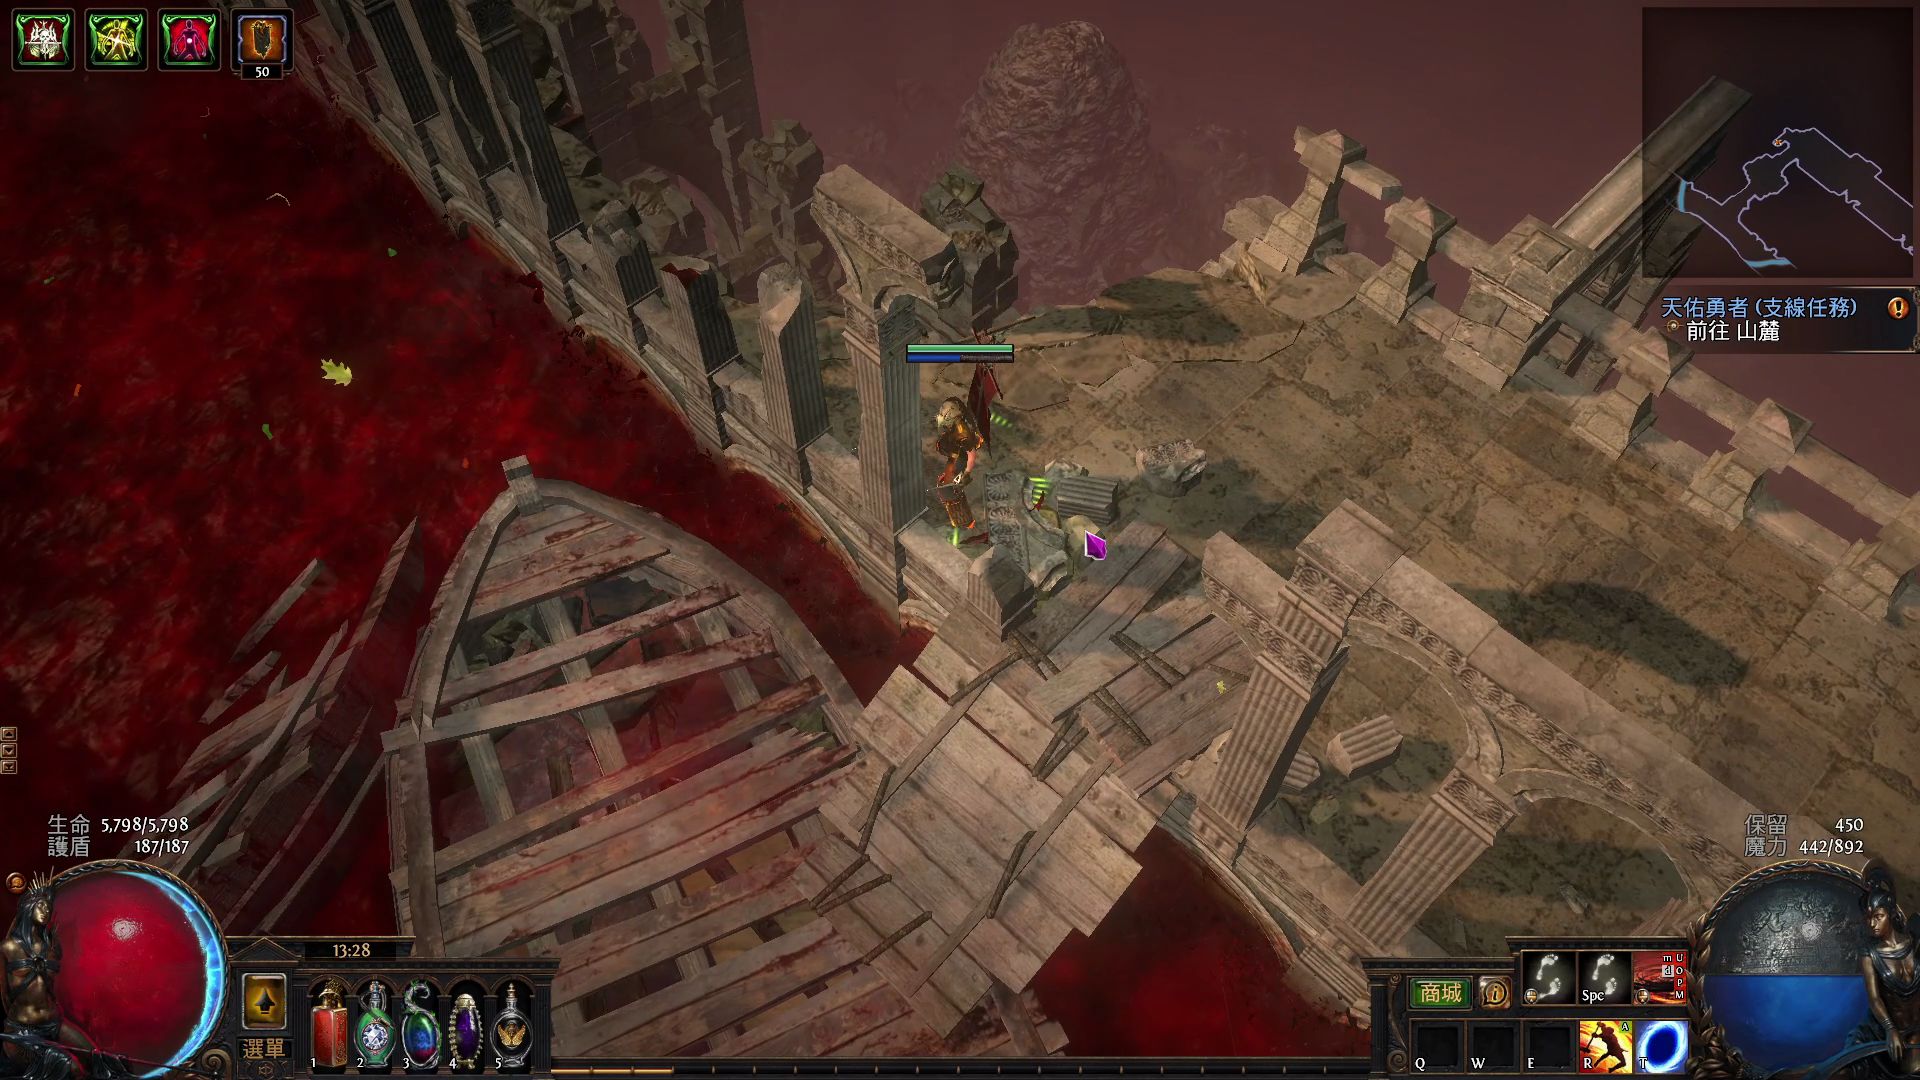 50
天佑勇者 (支線任務)
前往 山麓
生命 5,798/5,798
護盾 187/187
保留 450
魔力 442/892
13:28
選單
1 2 3 4 5
商城
Spc
m U
d O
P
M
Q W E R T
A